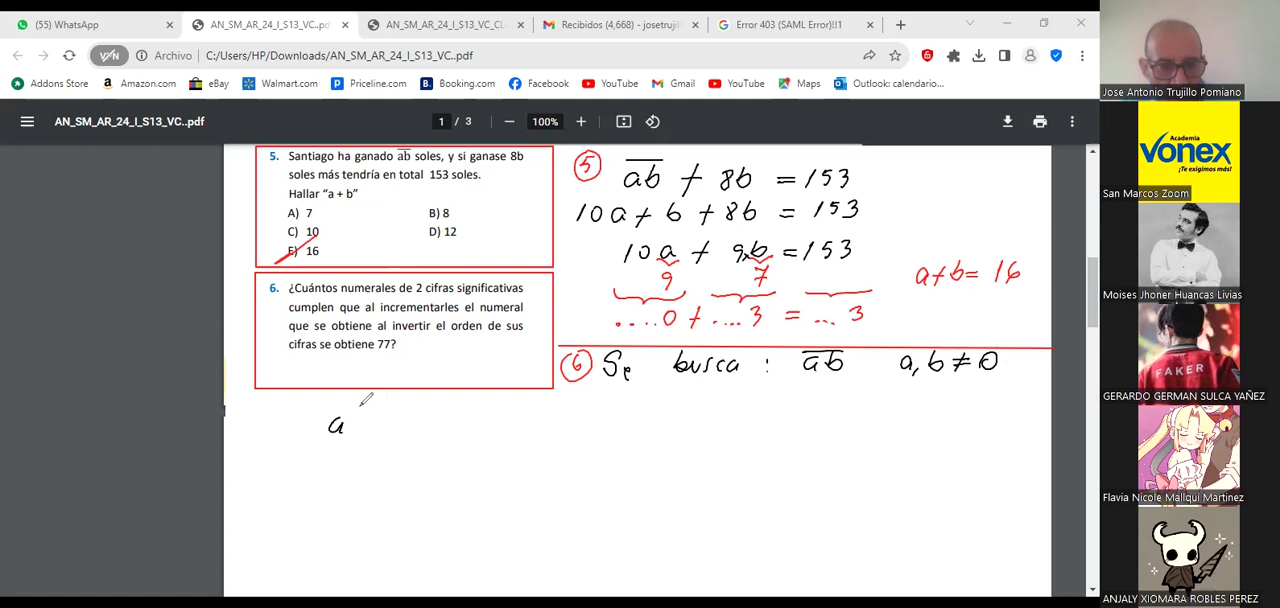 (55) WhatsApp
AN_SM_AR_24_I_S13_VC..pdf
AN_SM_AR_24_I_S13_VC_CL
Recibidos (4,668) - josetrujil
Error 403 (SAML Error)!!1
Archivo C:/Users/HP/Downloads/AN_SM_AR_24_I_S13_VC..pdf
Addons Store Amazon.com eBay Walmart.com Priceline.com Booking.com Facebook YouTube Gmail YouTube Maps Outlook: calendario...
AN_SM_AR_24_I_S13_VC..pdf 1 / 3 100%
5. Santiago ha ganado ab soles, y si ganase 8b
soles más tendría en total 153 soles.
Hallar “a + b”
A) 7 B) 8
C) 10 D) 12
E) 16
6. ¿Cuántos numerales de 2 cifras significativas
cumplen que al incrementarles el numeral
que se obtiene al invertir el orden de sus
cifras se obtiene 77?
5 ab + 8b = 153
10a + b + 8b = 153
10a + 9xb = 153
9 7 a+b= 16
....0 + ....3 = ...3
6 Se busca : ab a, b ≠ 0
a
Jose Antonio Trujillo Pomiano
Academia
VONEX
¡Te exigimos más!
San Marcos Zoom
Moises Jhoner Huancas Livias
FAKER
GERARDO GERMAN SULCA YAÑEZ
Flavia Nicole Mallqui Martinez
ANJALY XIOMARA ROBLES PEREZ